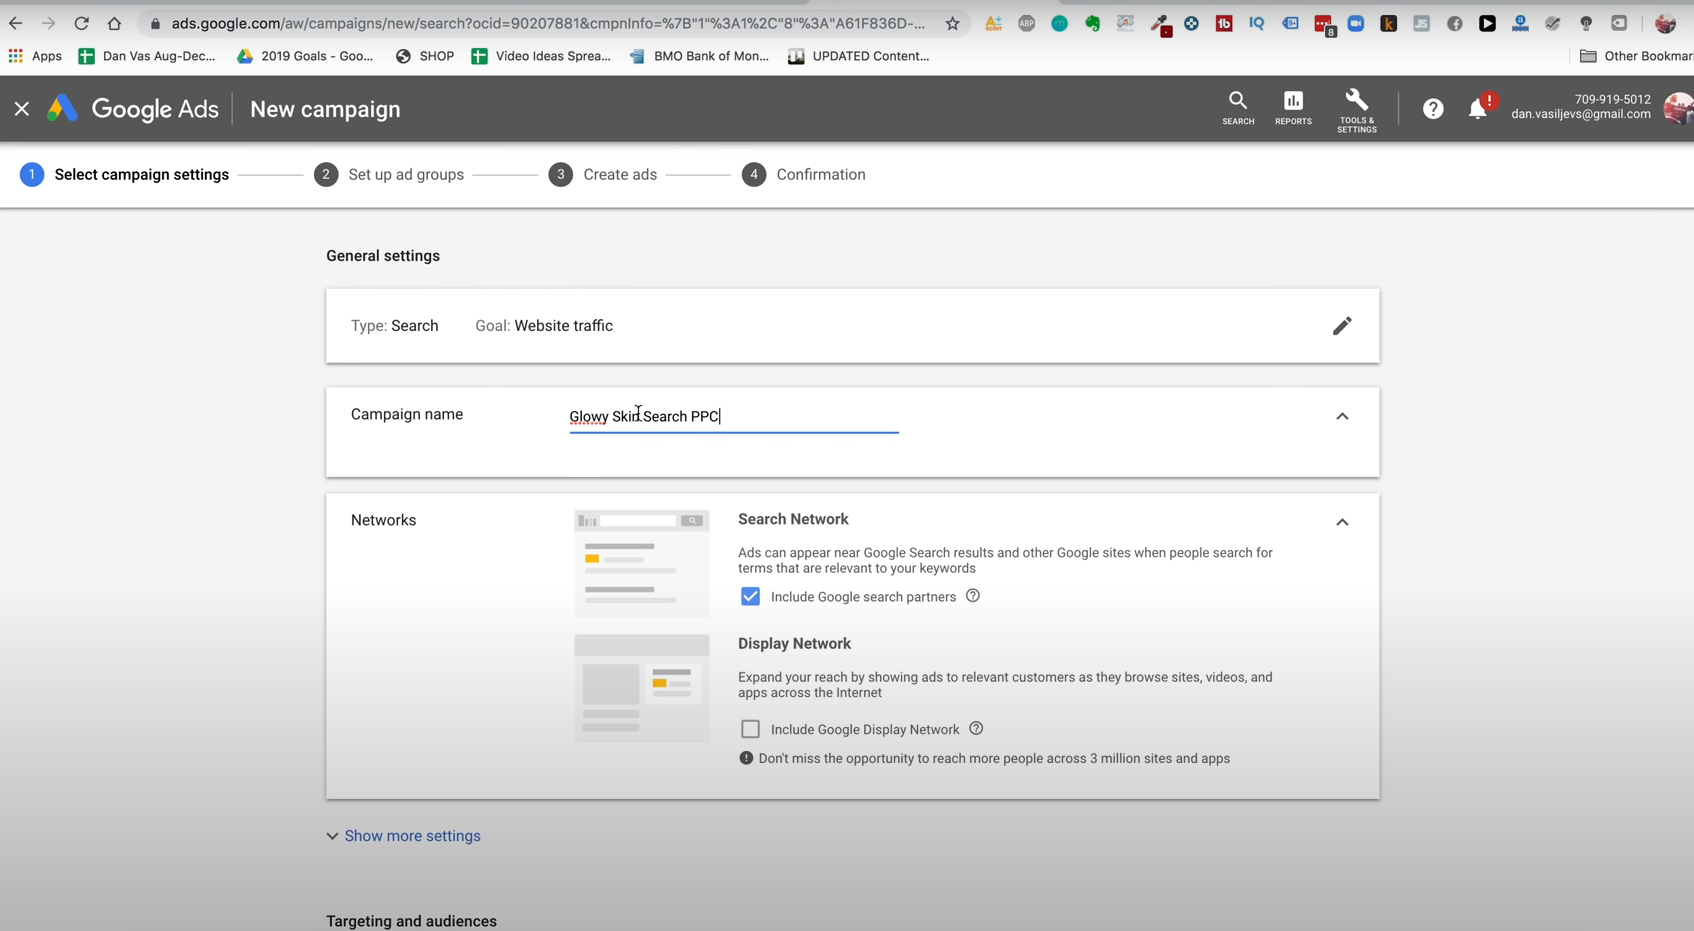 ads.google.com/aw/campaigns/new/search?ocid=90207881&cmpnInfo=%7B"1"%3A1%2C"8"%3A"A61F836D-...
Apps Dan Vas Aug-Dec... 2019 Goals - Goo... SHOP Video Ideas Sprea... BMO Bank of Mon... UPDATED Content... Other Bookmar
Google Ads New campaign
SEARCH REPORTS TOOLS & SETTINGS
709-919-5012
dan.vasiljevs@gmail.com
1 Select campaign settings 2 Set up ad groups 3 Create ads 4 Confirmation
General settings
Type: Search Goal: Website traffic
Campaign name Glowy Skin Search PPC
Networks
Search Network
Ads can appear near Google Search results and other Google sites when people search for
terms that are relevant to your keywords
Include Google search partners
Display Network
Expand your reach by showing ads to relevant customers as they browse sites, videos, and
apps across the Internet
Include Google Display Network
Don't miss the opportunity to reach more people across 3 million sites and apps
Show more settings
Targeting and audiences